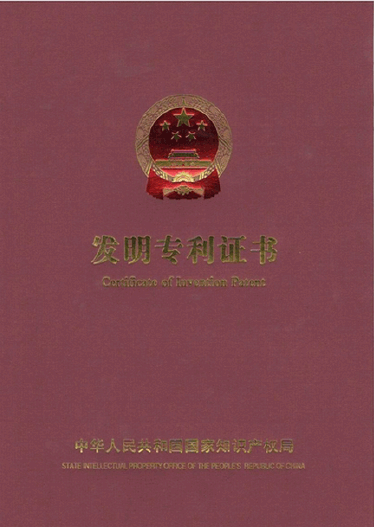 发明专利证书
Certificate of Invention Patent
中华人民共和国国家知识产权局
STATE INTELLECTUAL PROPERTY OFFICE OF THE PEOPLE'S REPUBLIC OF CHINA